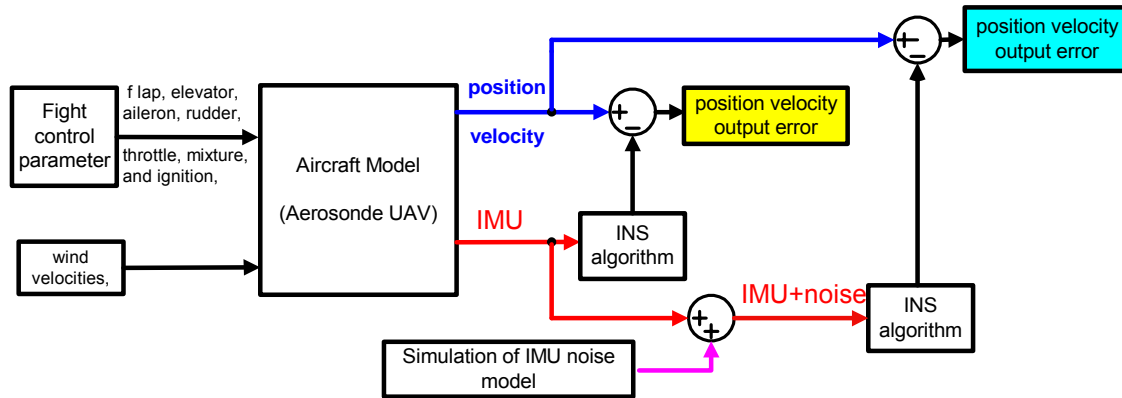 position velocity
output error
f lap, elevator,
aileron, rudder,
Fight
control
parameter
throttle, mixture,
and ignition,
position
velocity
position velocity
output error
Aircraft Model
(Aerosonde UAV)
IMU
INS
algorithm
wind
velocities,
IMU+noise
INS
algorithm
Simulation of IMU noise
model